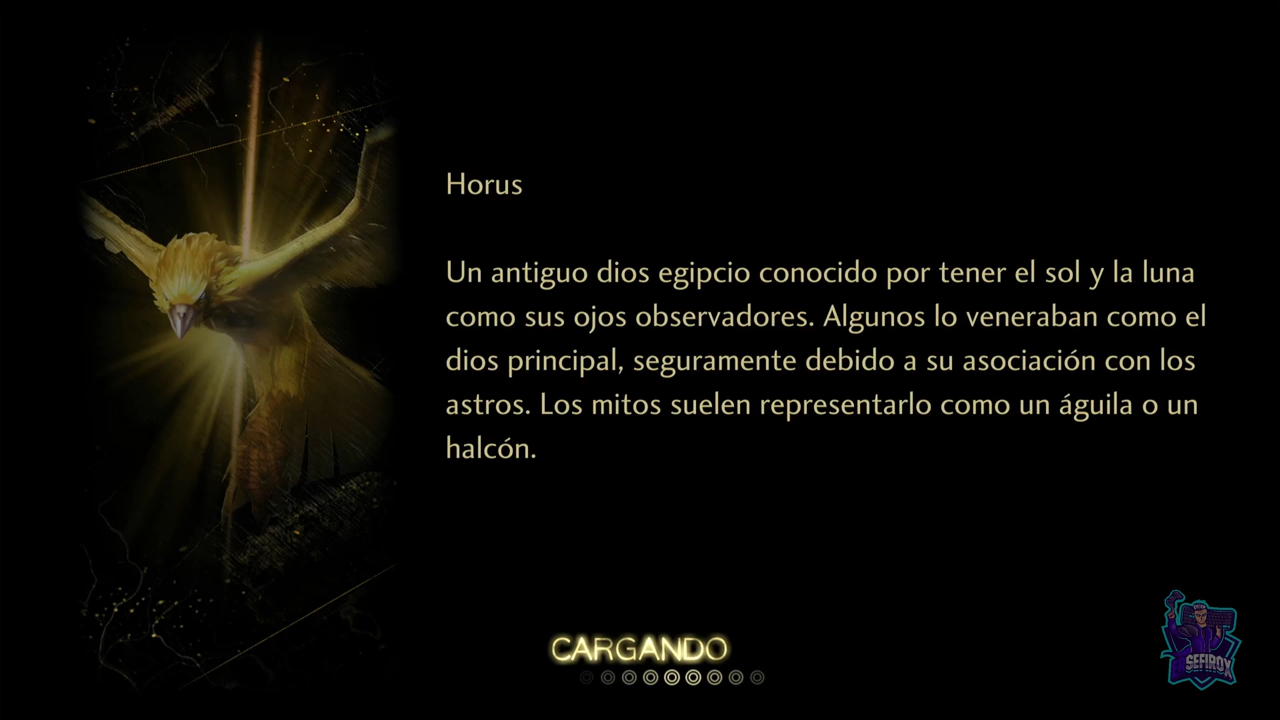 Horus
Un antiguo dios egipcio conocido por tener el sol y la luna
como sus ojos observadores. Algunos lo veneraban como el
dios principal, seguramente debido a su asociación con los
astros. Los mitos suelen representarlo como un águila o un
halcón.
CARGANDO
SEFIROX